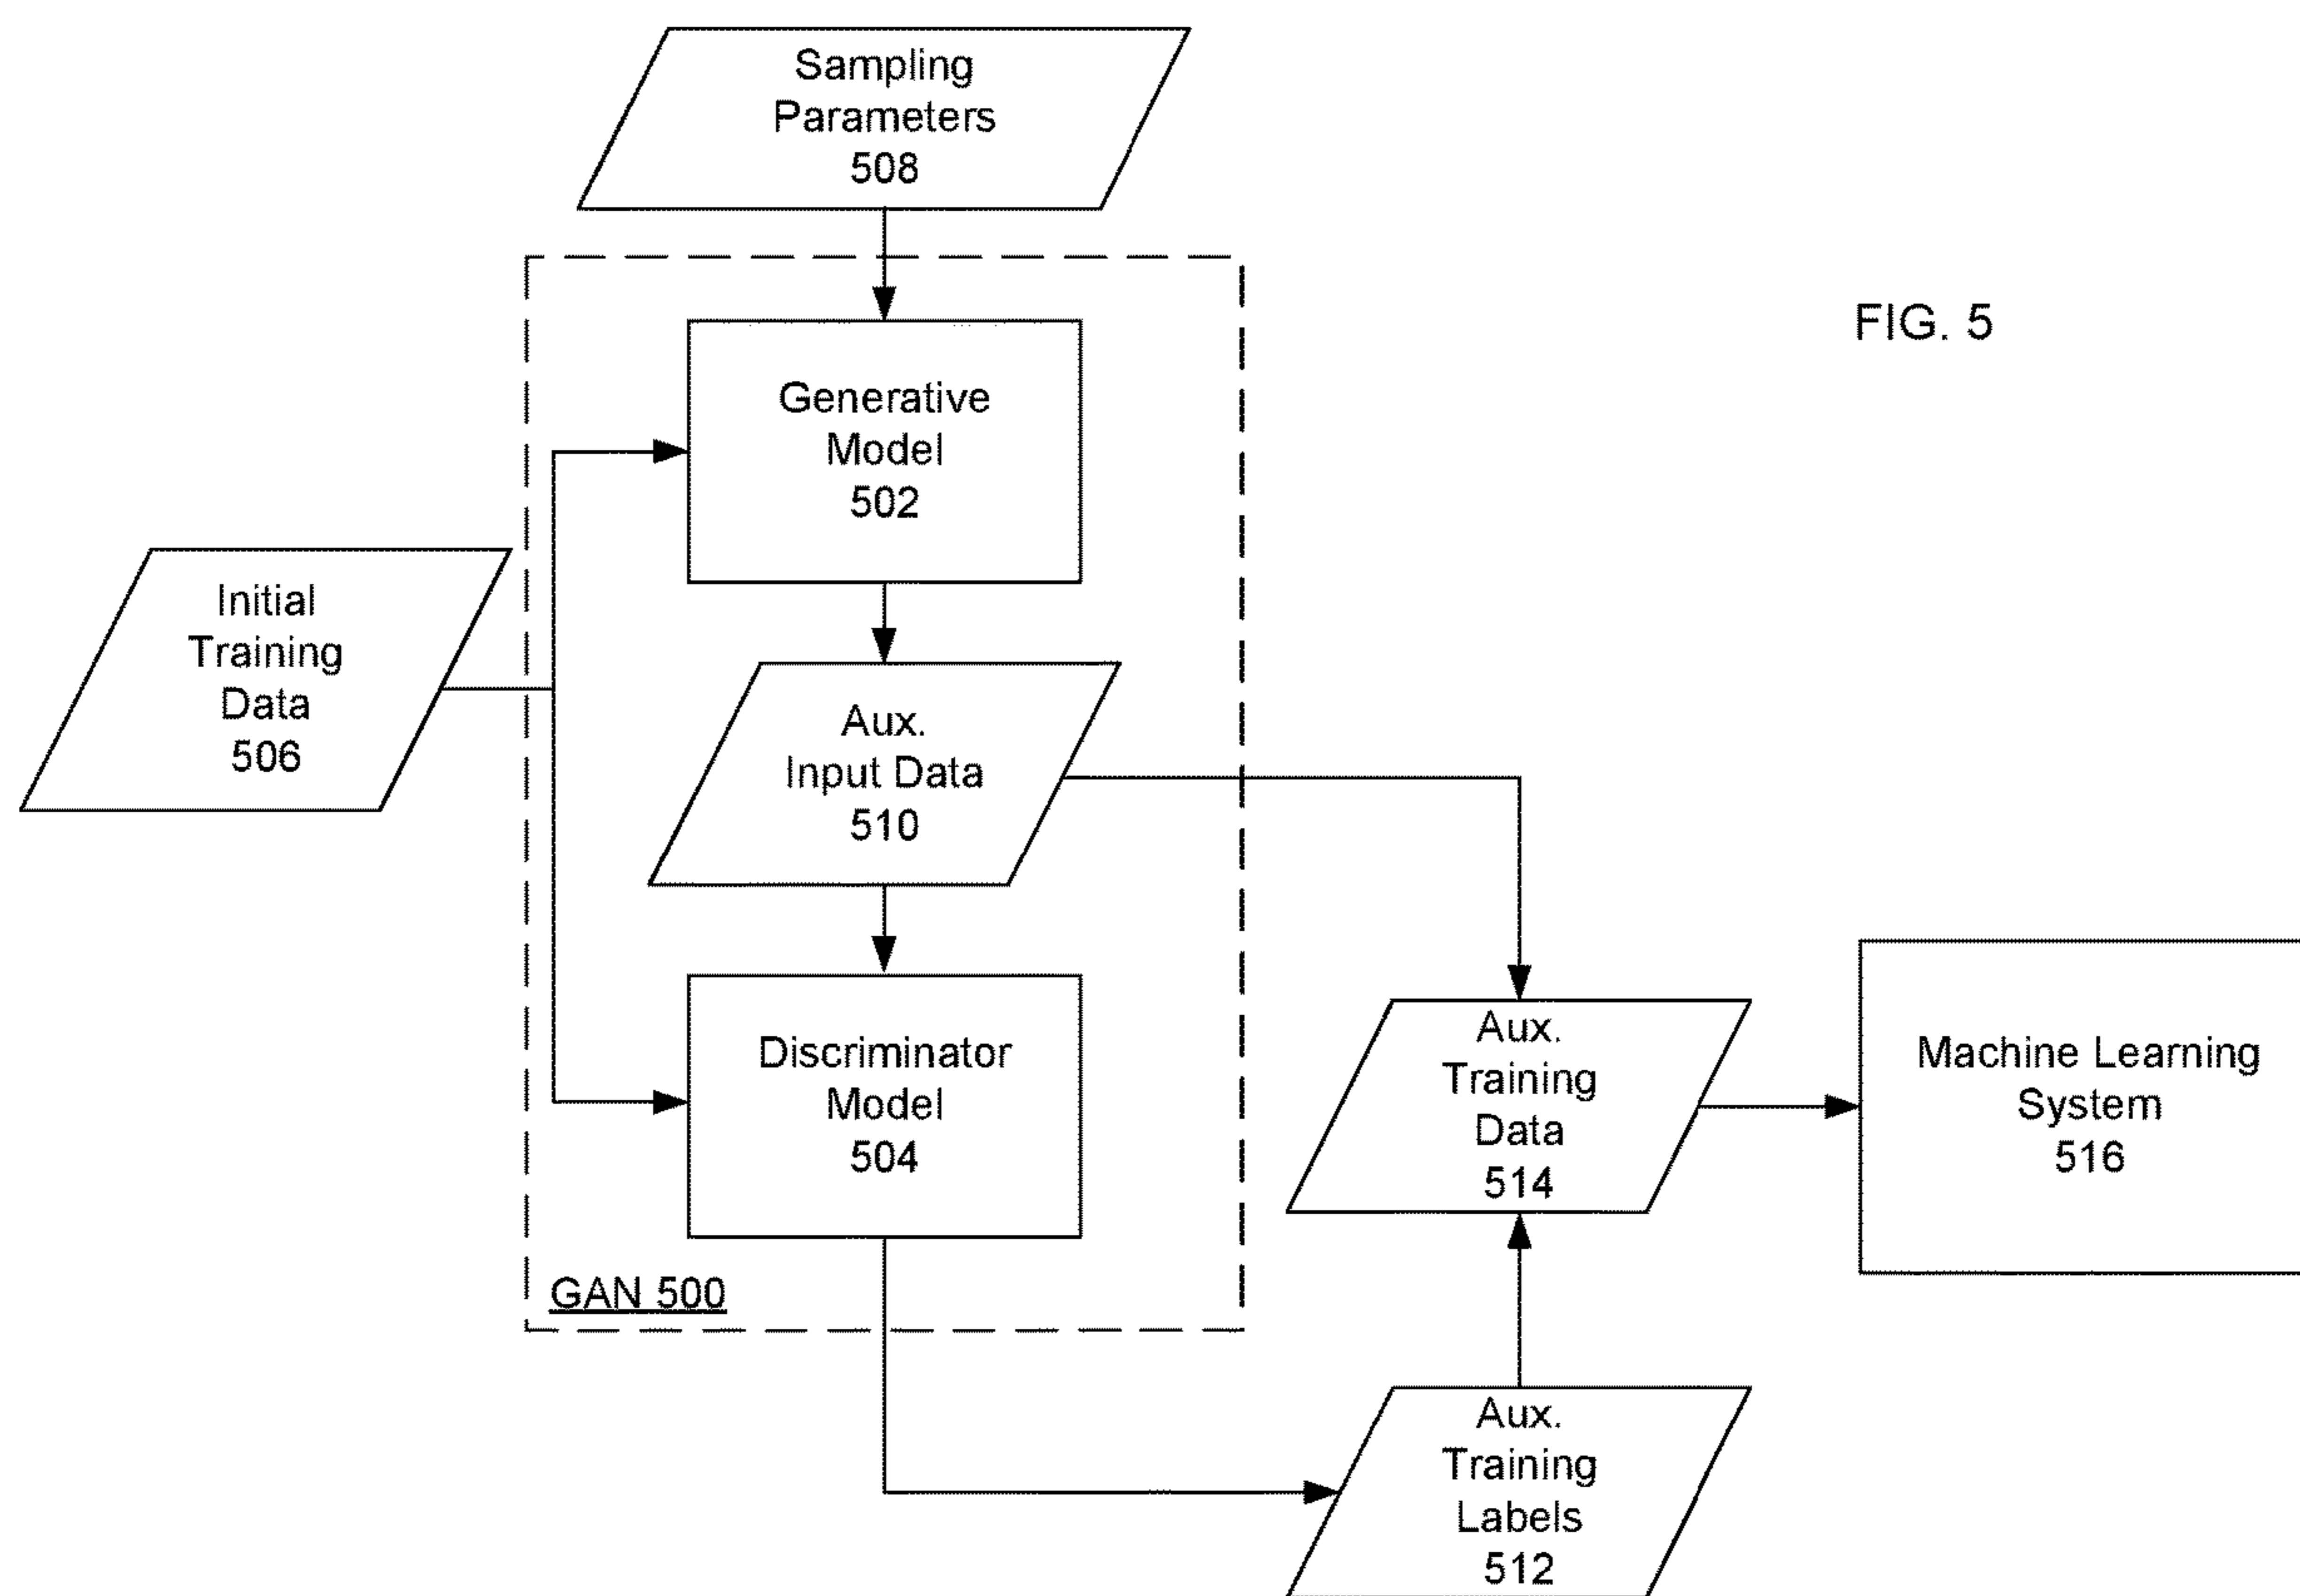 Sampling
Parameters
508
FIG. 5
Generative
Model
502
Initial
Training
Data
506
Aux.
Input Data
510
Discriminator
Model
504
Aux.
Training
Data
514
Machine Learning
System
516
GAN 500
Aux.
Training
Labels
512